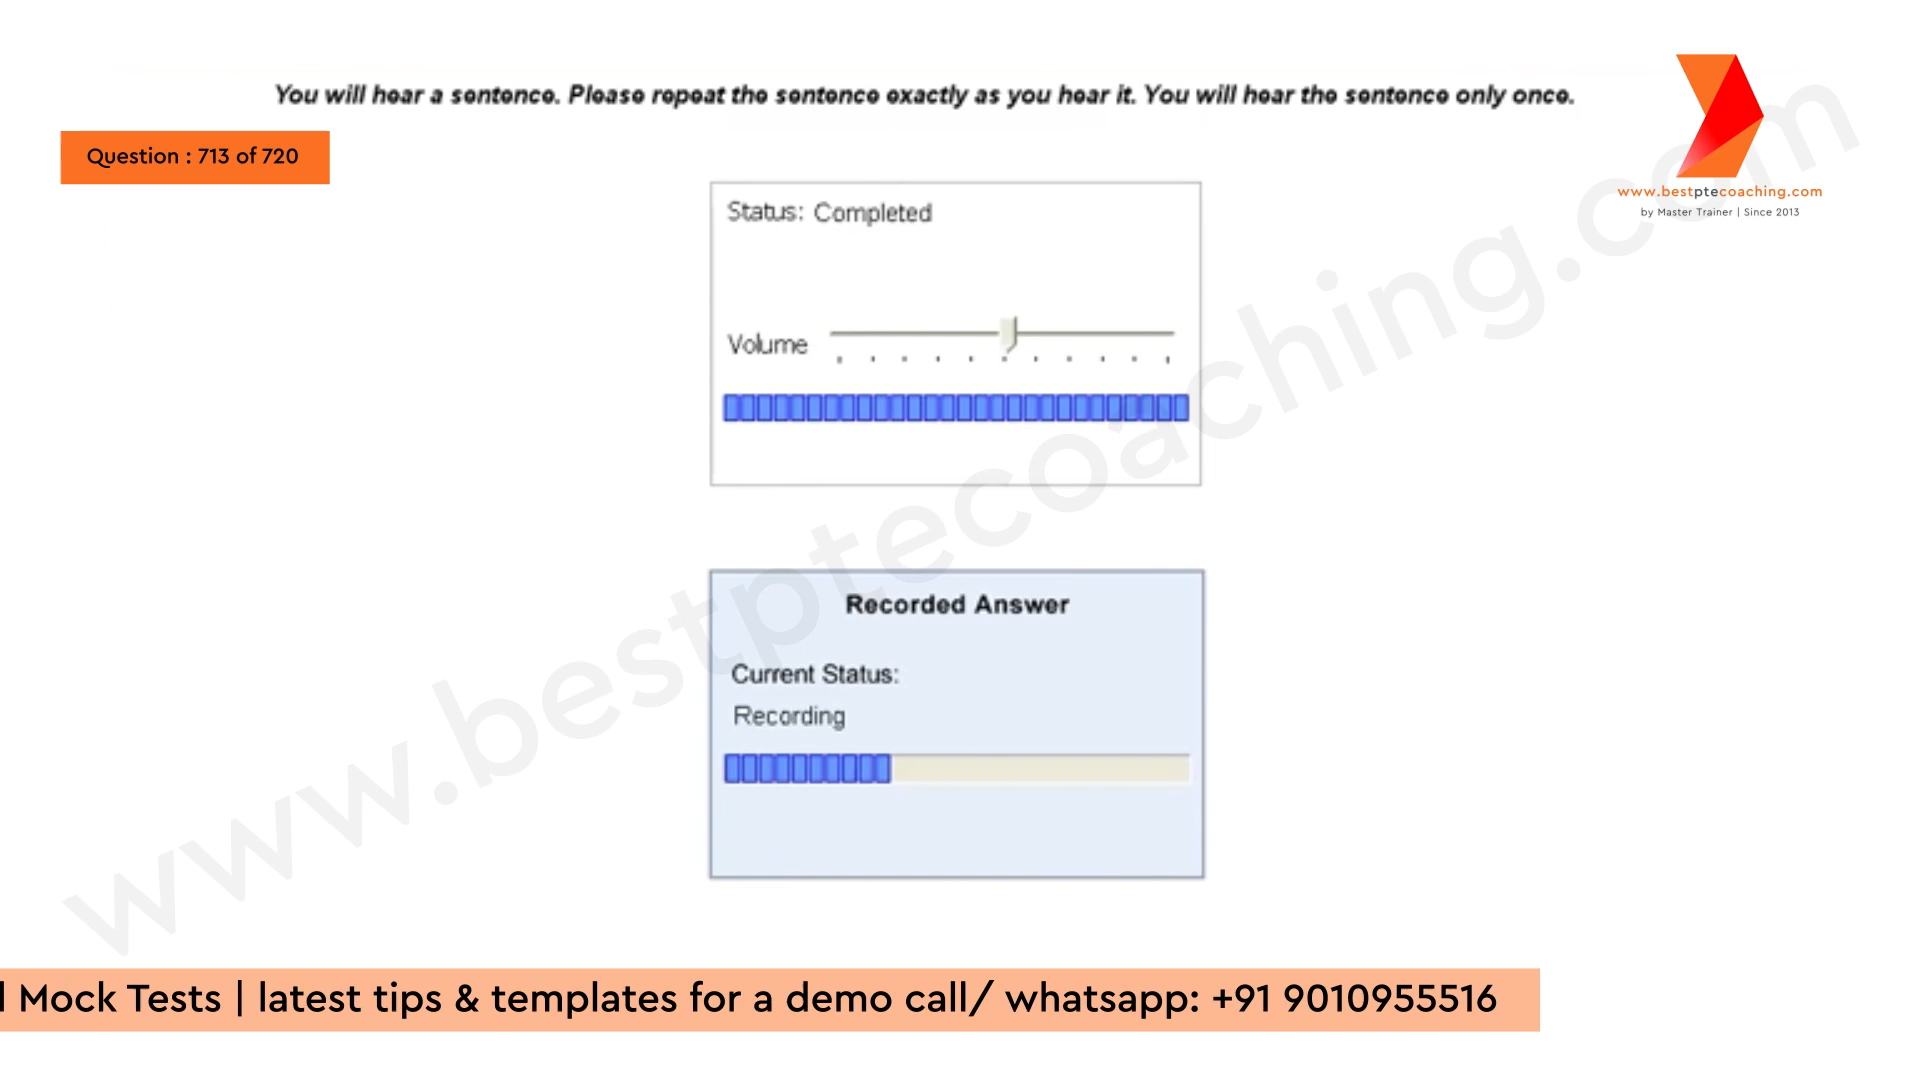 You will hear a sentence. Please repeat the sentence exactly as you hear it. You will hear the sentence only once.
Question : 713 of 720
www.bestptecoaching.com
by Master Trainer | Since 2013
Status: Completed
Volume
Recorded Answer
Current Status:
Recording
www.bestptecoaching.com
Mock Tests | latest tips & templates for a demo call/ whatsapp: +91 9010955516